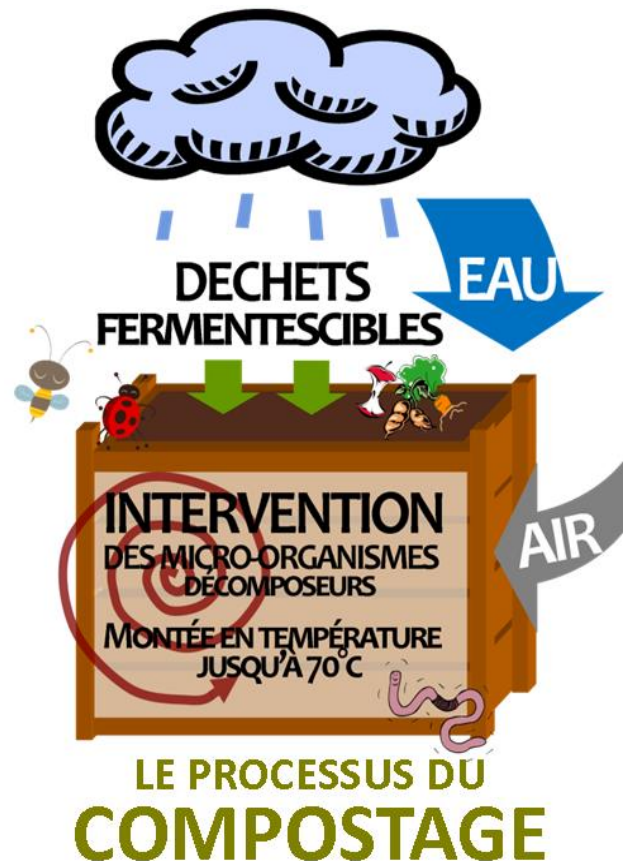 DECHETS
FERMENTESCIBLES
EAU
INTERVENTION
DES MICRO-ORGANISMES
DÉCOMPOSEURS
MONTÉE EN TEMPÉRATURE
JUSQU'À 70°C
AIR
LE PROCESSUS DU
COMPOSTAGE